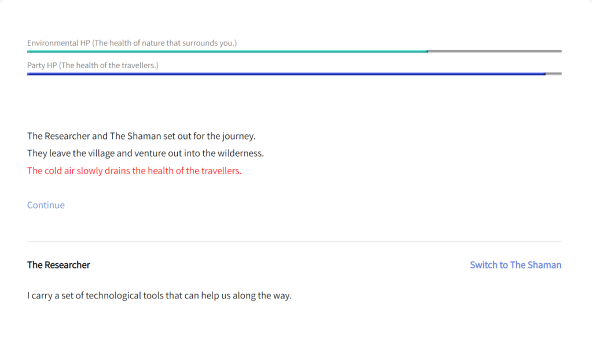 Environmental HP (The health of nature that surrounds you.)
Party HP (The health of the travellers.)
The Researcher and The Shaman set out for the journey.
They leave the village and venture out into the wilderness.
The cold air slowly drains the health of the travellers.
Continue
The Researcher
Switch to The Shaman
I carry a set of technological tools that can help us along the way.